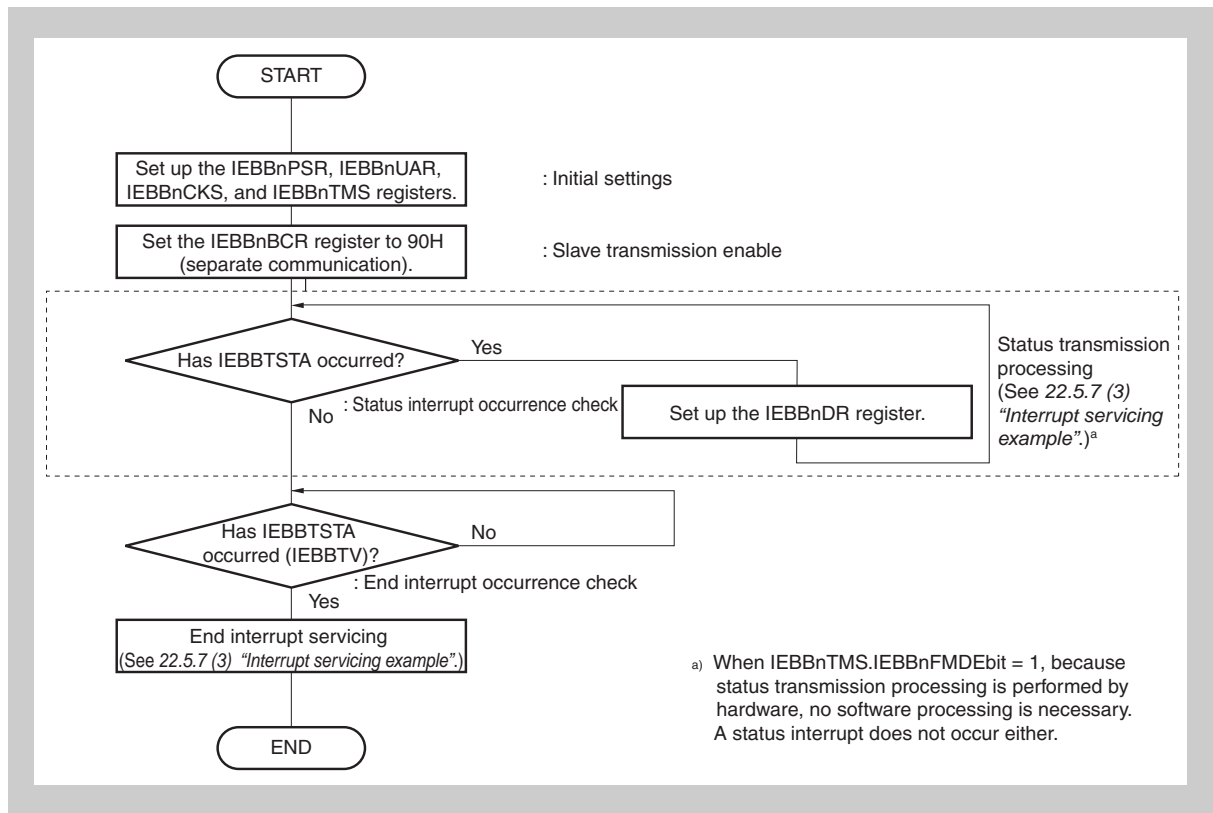 START
Set up the IEBBnPSR, IEBBnUAR,
IEBBnCKS, and IEBBnTMS registers.
: Initial settings
Set the IEBBnBCR register to 90H
(separate communication).
: Slave transmission enable
Has IEBBTSTA occurred?
Yes
No
: Status interrupt occurrence check
Set up the IEBBnDR register.
Status transmission
processing
(See 22.5.7 (3)
“Interrupt servicing
example”.)a
Has IEBBTSTA
occurred (IEBBTV)?
No
: End interrupt occurrence check
Yes
End interrupt servicing
(See 22.5.7 (3) “Interrupt servicing example”.)
a) When IEBBnTMS.IEBBnFMDEbit = 1, because
status transmission processing is performed by
hardware, no software processing is necessary.
A status interrupt does not occur either.
END